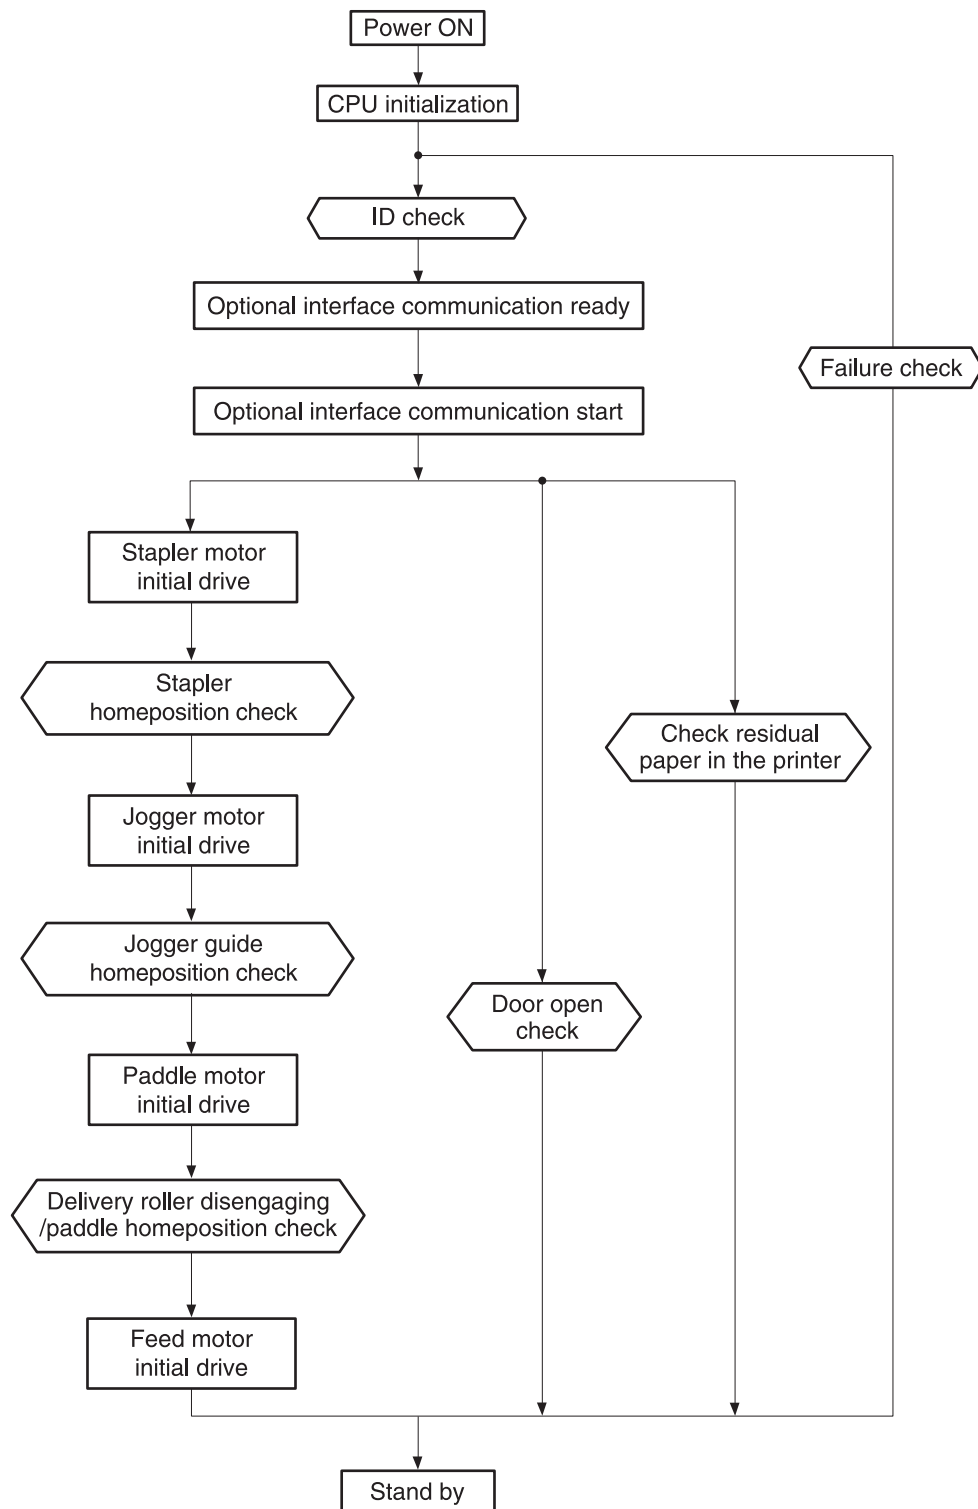 Power ON
CPU initialization
ID check
Optional interface communication ready
Failure check
Optional interface communication start
Stapler motor
initial drive
Stapler
homeposition check
Check residual
paper in the printer
Jogger motor
initial drive
Jogger guide
homeposition check
Door open
check
Paddle motor
initial drive
Delivery roller disengaging
/paddle homeposition check
Feed motor
initial drive
Stand by